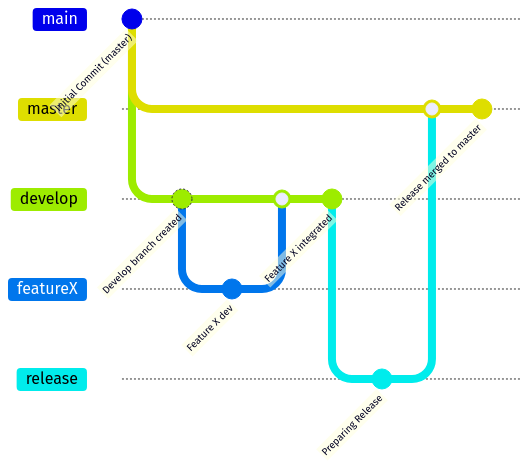 main
Initial Commit (master)
master
Release merged to master
develop
Develop branch created
Feature X integrated
featureX
Feature X dev
release
Preparing Release